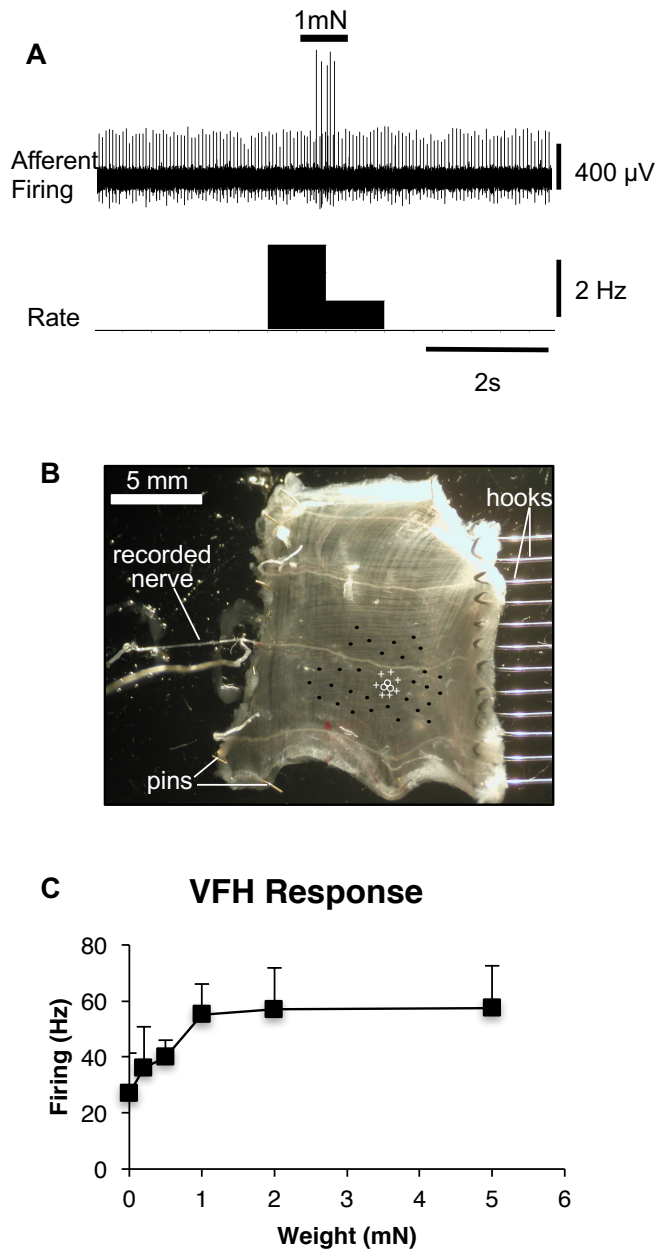 A
1mN
Afferent
Firing
400 µV
Rate
2 Hz
2s
B
5 mm
hooks
recorded
nerve
pins
C
VFH Response
80
60
40
20
0
Firing (Hz)
0 1 2 3 4 5 6
Weight (mN)